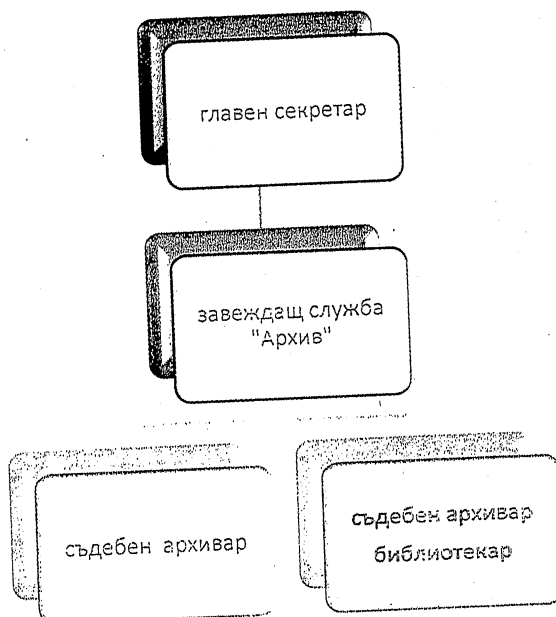 главен секретар
завеждащ служба
"Архив"
съдебен архивар
съдебен архивар
библиотекар